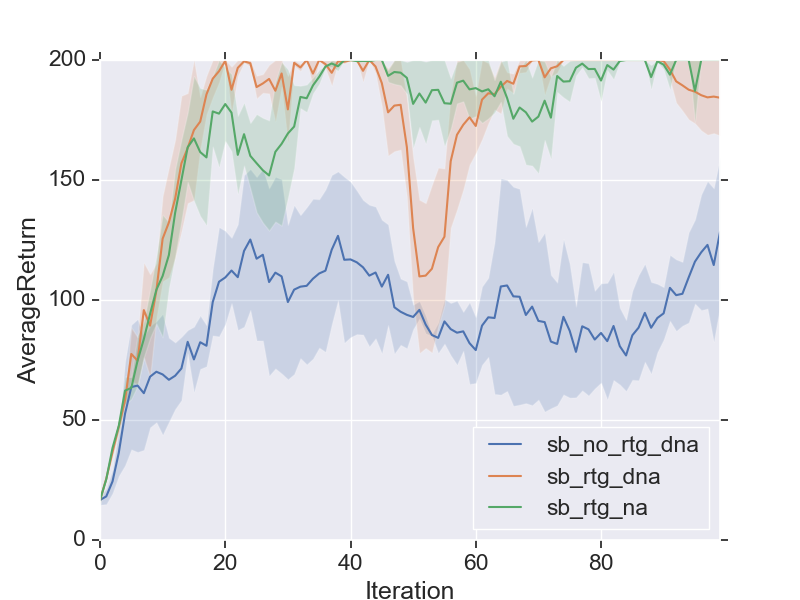 200
150
100
50
0
0 20 40 60 80
AverageReturn
Iteration
sb_no_rtg_dna
sb_rtg_dna
sb_rtg_na